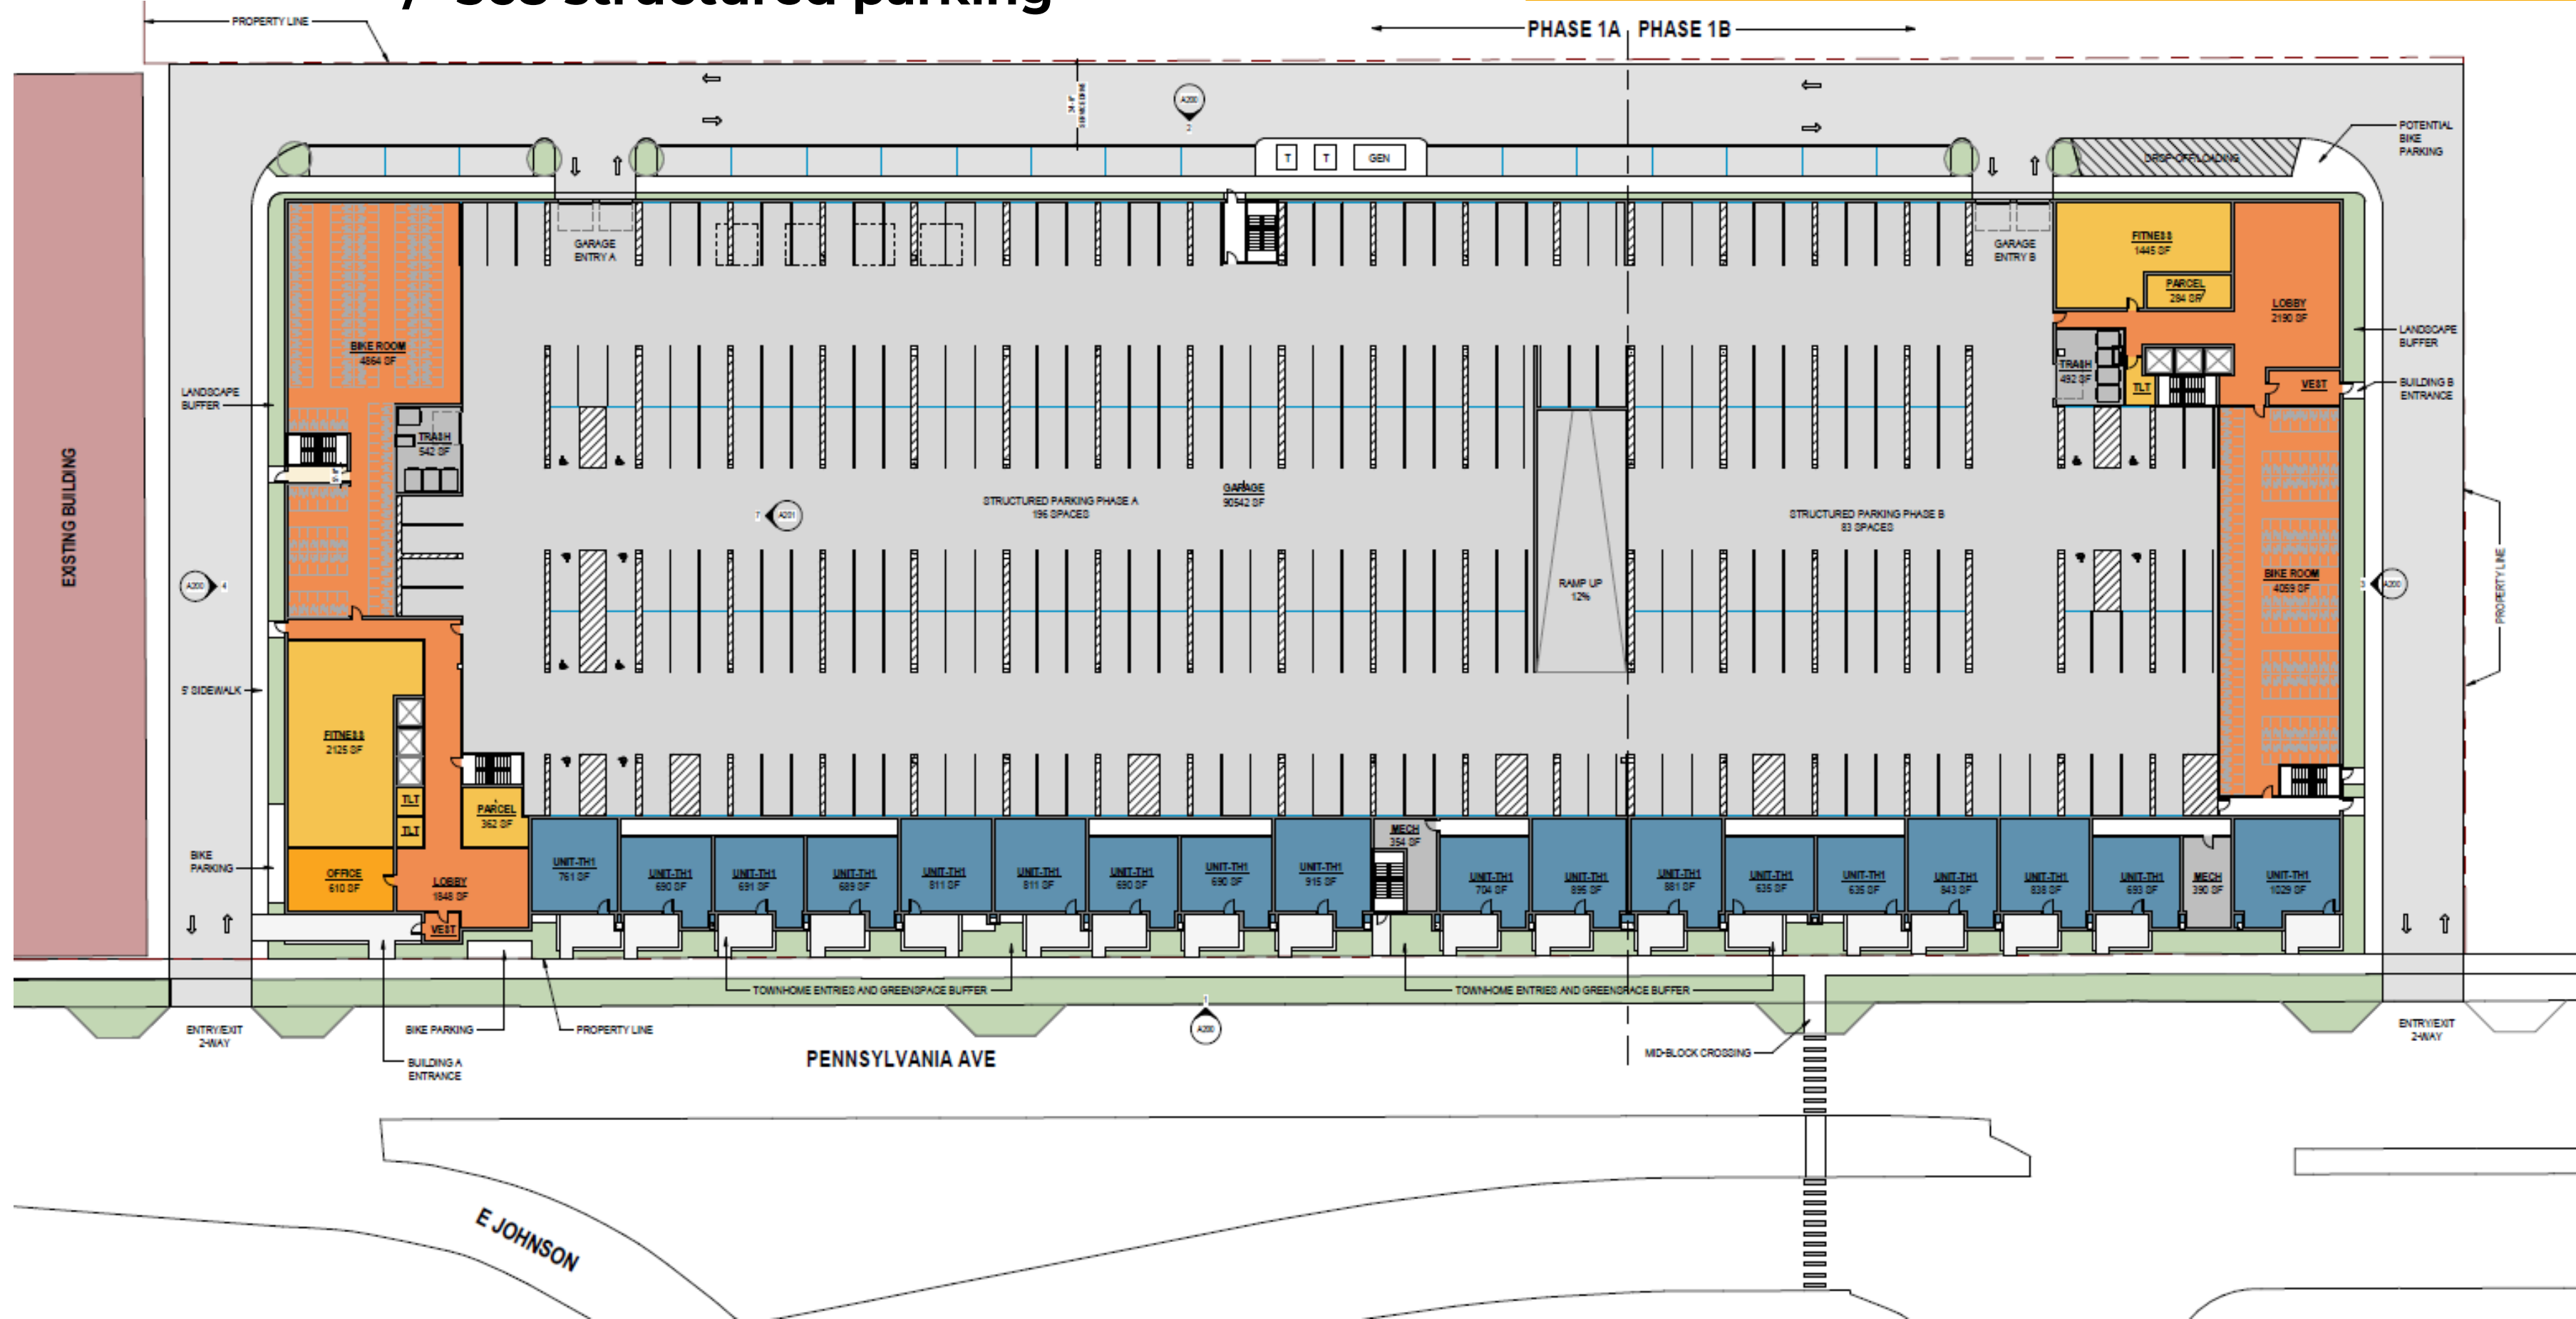 structured parking
PROPERTY LINE
PHASE 1A
PHASE 1B
A200
2
T
T
GEN
DROP-OFF/LOADING
POTENTIAL
BIKE
PARKING
GARAGE
ENTRY A
GARAGE
ENTRY B
FITNESS
1445 SF
PARCEL
284 SF
LOBBY
2190 SF
BIKE ROOM
4864 SF
LANDSCAPE
BUFFER
TRASH
492 SF
TLT
VEST
LANDSCAPE
BUFFER
BUILDING B
ENTRANCE
TRASH
542 SF
EXISTING BUILDING
STRUCTURED PARKING PHASE A
196 SPACES
GARAGE
90542 SF
STRUCTURED PARKING PHASE B
83 SPACES
7
A201
A200
4
RAMP UP
12%
BIKE ROOM
4059 SF
3
A200
PROPERTY LINE
5' SIDEWALK
FITNESS
2125 SF
TLT
TLT
PARCEL
362 SF
BIKE
PARKING
OFFICE
610 SF
LOBBY
1848 SF
VEST
UNIT-TH1
761 SF
UNIT-TH1
690 SF
UNIT-TH1
691 SF
UNIT-TH1
689 SF
UNIT-TH1
811 SF
UNIT-TH1
811 SF
UNIT-TH1
690 SF
UNIT-TH1
690 SF
UNIT-TH1
915 SF
MECH
354 SF
UNIT-TH1
704 SF
UNIT-TH1
895 SF
UNIT-TH1
881 SF
UNIT-TH1
635 SF
UNIT-TH1
635 SF
UNIT-TH1
843 SF
UNIT-TH1
838 SF
UNIT-TH1
693 SF
MECH
390 SF
UNIT-TH1
1029 SF
TOWNHOME ENTRIES AND GREENSPACE BUFFER
TOWNHOME ENTRIES AND GREENSPACE BUFFER
ENTRY/EXIT
2-WAY
BIKE PARKING
PROPERTY LINE
1
A200
BUILDING A
ENTRANCE
PENNSYLVANIA AVE
MID-BLOCK CROSSING
ENTRY/EXIT
2-WAY
E JOHNSON